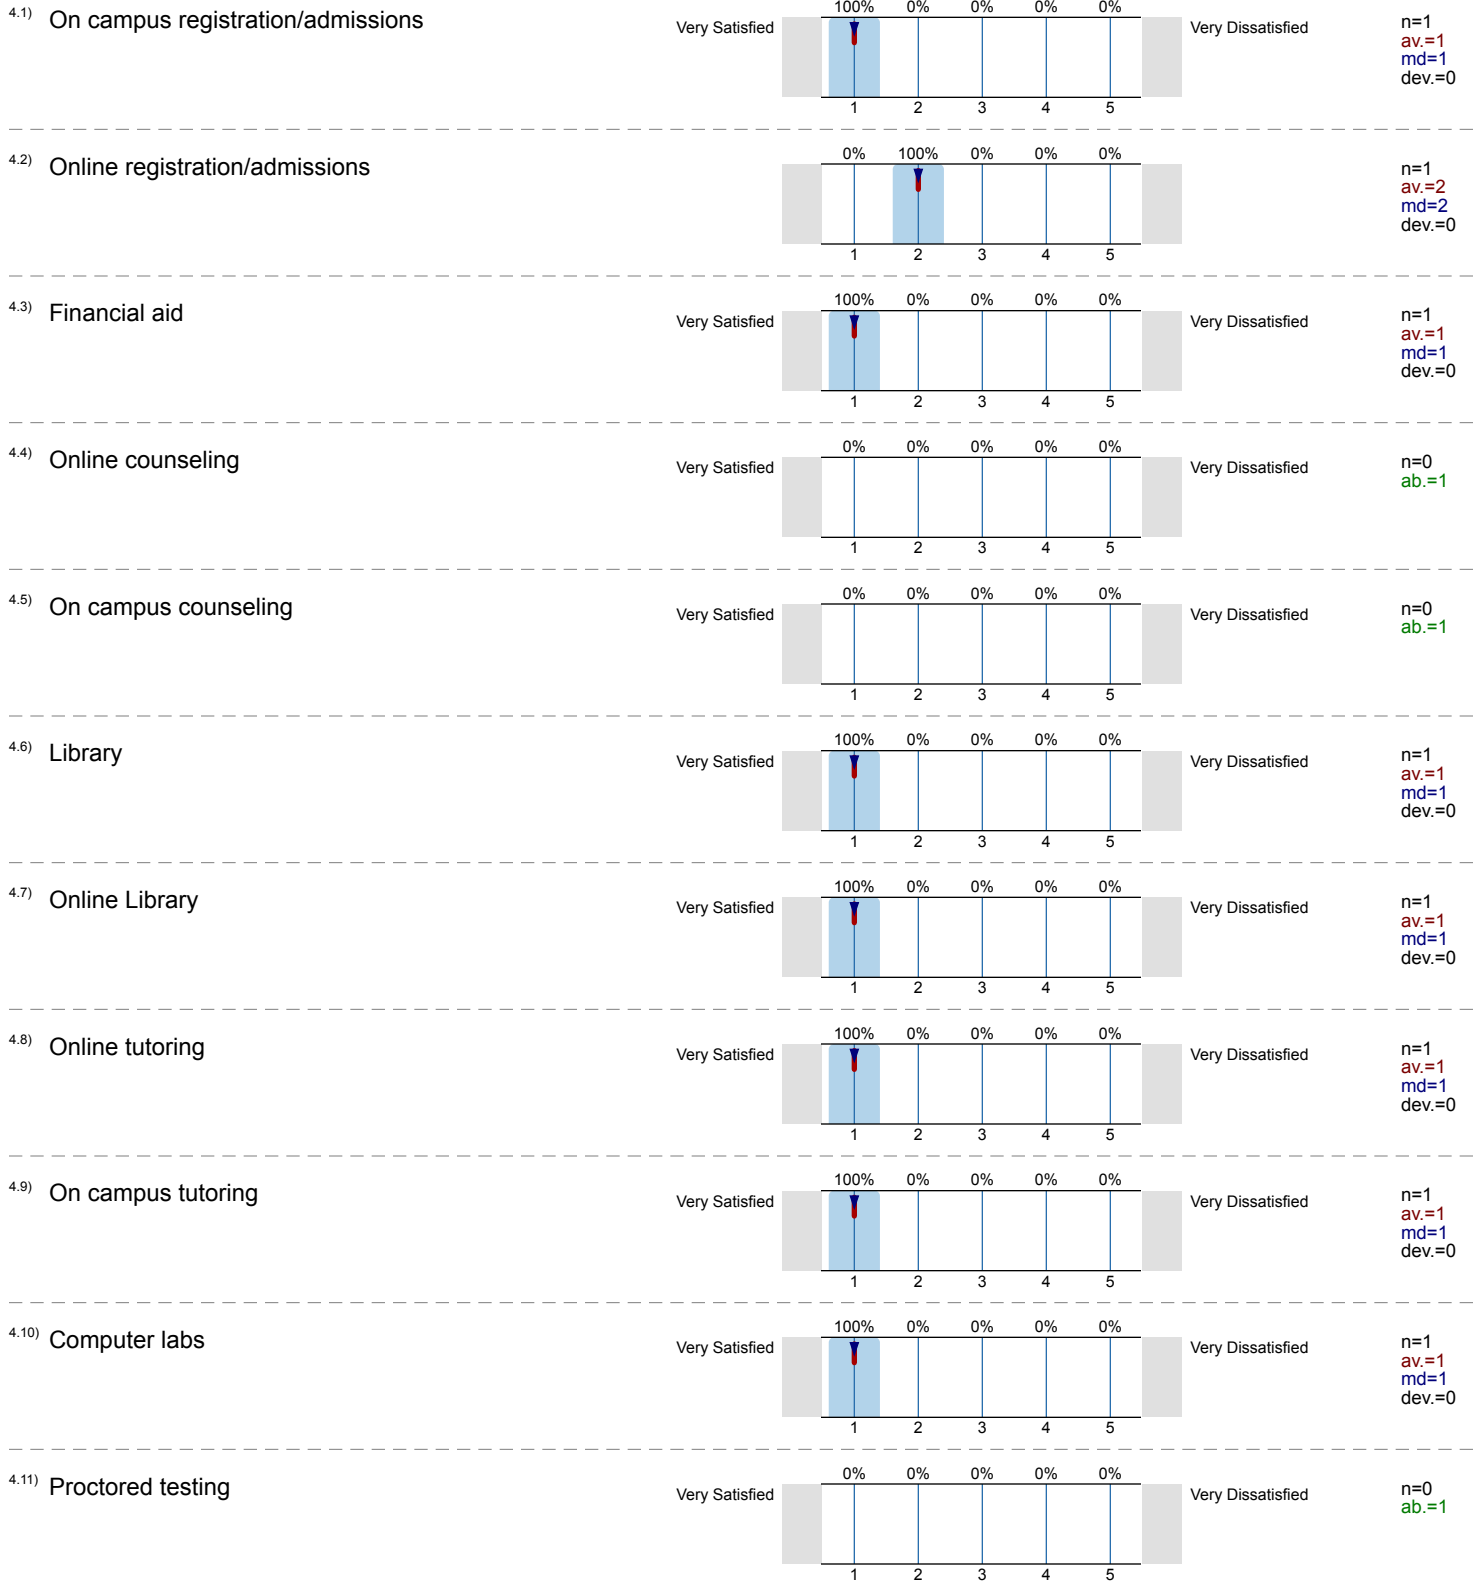 4.1) On campus registration/admissions
100% 0% 0% 0% 0%
Very Satisfied Very Dissatisfied
n=1
av.=1
md=1
dev.=0
1 2 3 4 5
4.2) Online registration/admissions
0% 100% 0% 0% 0%
n=1
av.=2
md=2
dev.=0
1 2 3 4 5
4.3) Financial aid
100% 0% 0% 0% 0%
Very Satisfied Very Dissatisfied
n=1
av.=1
md=1
dev.=0
1 2 3 4 5
4.4) Online counseling
0% 0% 0% 0% 0%
Very Satisfied Very Dissatisfied
n=0
ab.=1
1 2 3 4 5
4.5) On campus counseling
0% 0% 0% 0% 0%
Very Satisfied Very Dissatisfied
n=0
ab.=1
1 2 3 4 5
4.6) Library
100% 0% 0% 0% 0%
Very Satisfied Very Dissatisfied
n=1
av.=1
md=1
dev.=0
1 2 3 4 5
4.7) Online Library
100% 0% 0% 0% 0%
Very Satisfied Very Dissatisfied
n=1
av.=1
md=1
dev.=0
1 2 3 4 5
4.8) Online tutoring
100% 0% 0% 0% 0%
Very Satisfied Very Dissatisfied
n=1
av.=1
md=1
dev.=0
1 2 3 4 5
4.9) On campus tutoring
100% 0% 0% 0% 0%
Very Satisfied Very Dissatisfied
n=1
av.=1
md=1
dev.=0
1 2 3 4 5
4.10) Computer labs
100% 0% 0% 0% 0%
Very Satisfied Very Dissatisfied
n=1
av.=1
md=1
dev.=0
1 2 3 4 5
4.11) Proctored testing
0% 0% 0% 0% 0%
Very Satisfied Very Dissatisfied
n=0
ab.=1
1 2 3 4 5